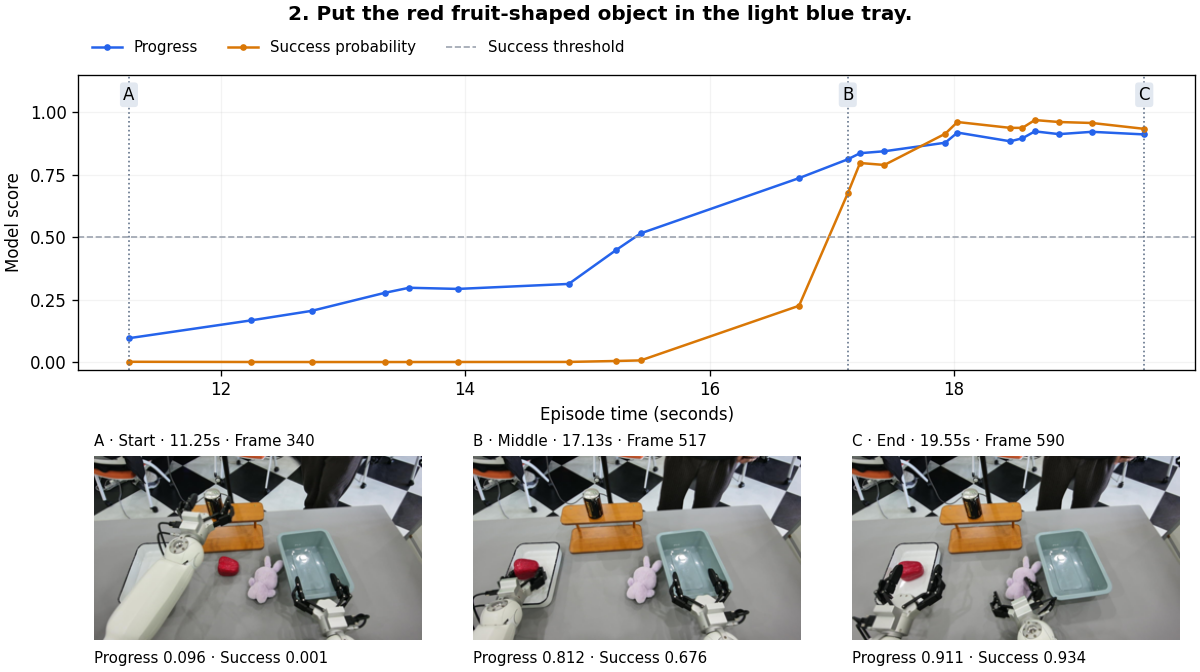 2. Put the red fruit-shaped object in the light blue tray.
Progress
Success probability
Success threshold
A
B
C
1.00
0.75
0.50
0.25
0.00
Model score
12
14
16
18
Episode time (seconds)
A · Start · 11.25s · Frame 340
B · Middle · 17.13s · Frame 517
C · End · 19.55s · Frame 590
Progress 0.096 · Success 0.001
Progress 0.812 · Success 0.676
Progress 0.911 · Success 0.934